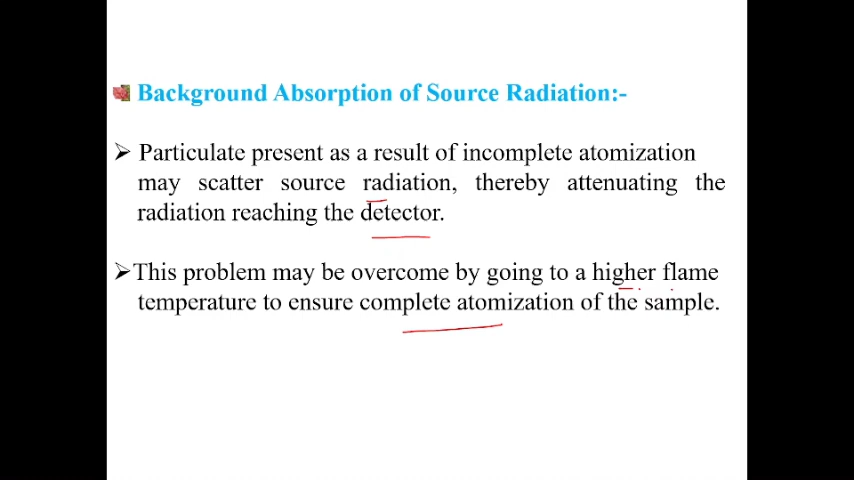 Background Absorption of Source Radiation:-
➢ Particulate present as a result of incomplete atomization
may scatter source radiation, thereby attenuating the
radiation reaching the detector.
➢This problem may be overcome by going to a higher flame
temperature to ensure complete atomization of the sample.